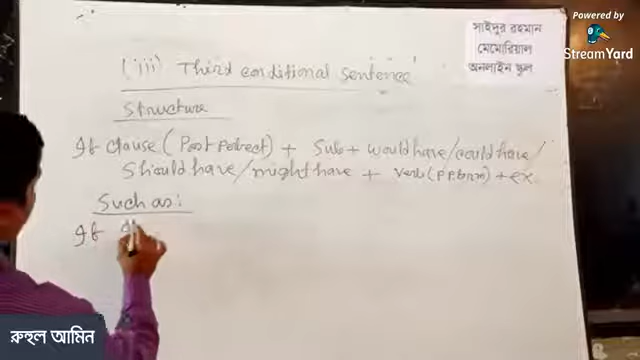 Powered by
StreamYard
সাইদুর রহমান
মেমোরিয়াল
অনলাইন স্কুল
(iii) Third conditional sentence
Structure
If clause (Past Perfect) + Sub + would have/could have/
should have/might have + verb (P.P. form) + ex.
Such as:
If
রুহুল আমিন